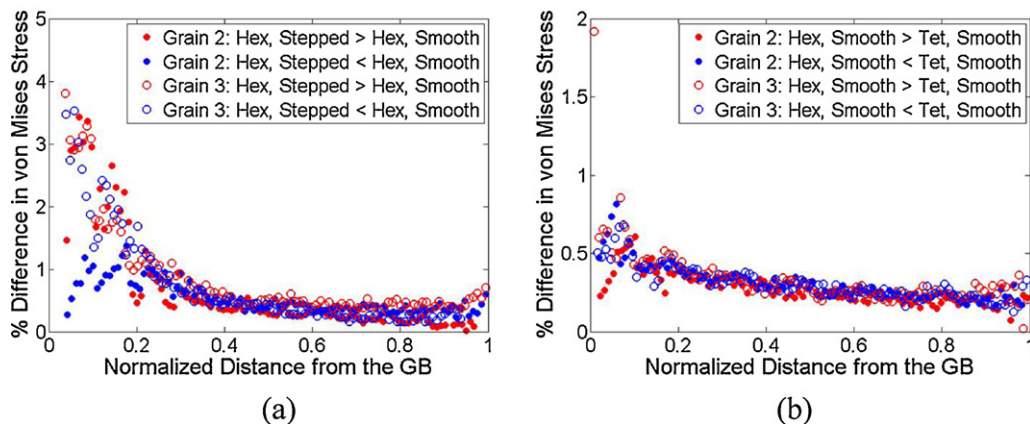 5
4
3
2
1
0
% Difference in von Mises Stress
Grain 2: Hex, Stepped > Hex, Smooth
Grain 2: Hex, Stepped < Hex, Smooth
Grain 3: Hex, Stepped > Hex, Smooth
Grain 3: Hex, Stepped < Hex, Smooth
0 0.2 0.4 0.6 0.8 1
Normalized Distance from the GB
(a)
2
1.5
1
0.5
0
% Difference in von Mises Stress
Grain 2: Hex, Smooth > Tet, Smooth
Grain 2: Hex, Smooth < Tet, Smooth
Grain 3: Hex, Smooth > Tet, Smooth
Grain 3: Hex, Smooth < Tet, Smooth
0 0.2 0.4 0.6 0.8 1
Normalized Distance from the GB
(b)